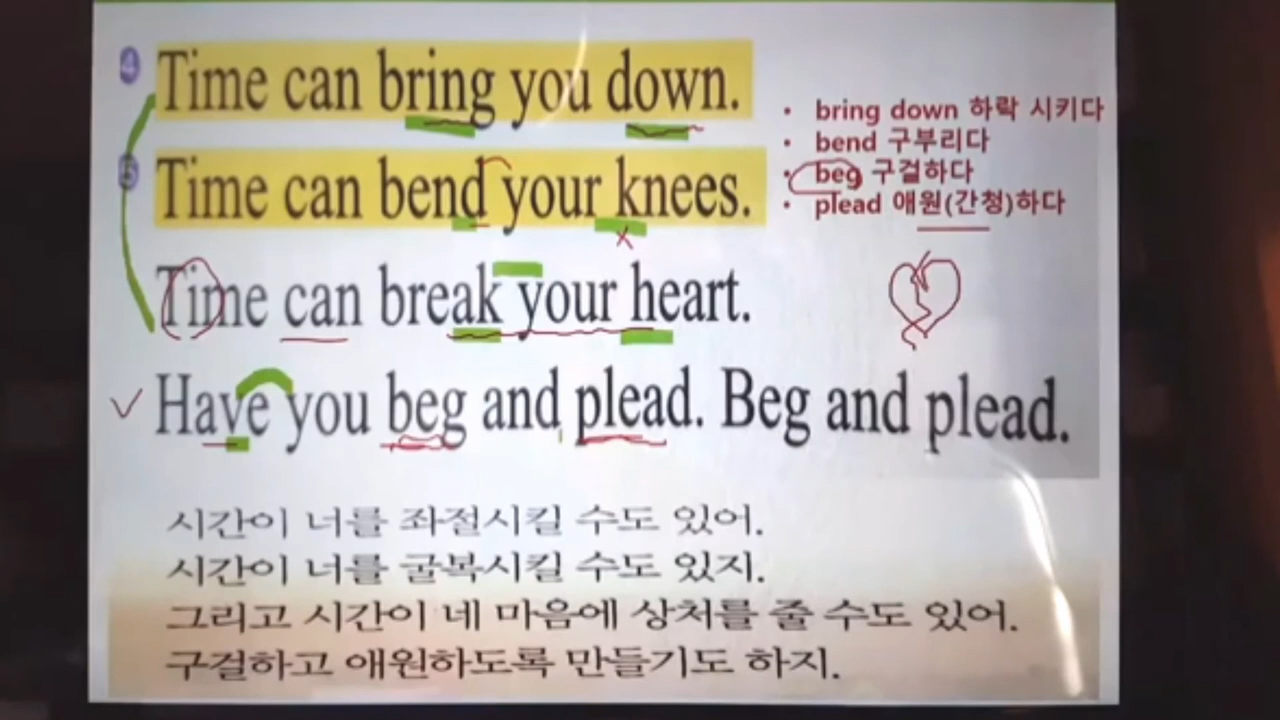 4 Time can bring you down.
5 Time can bend your knees.
Time can break your heart.
Have you beg and plead. Beg and plead.
• bring down 하락 시키다
• bend 구부리다
• beg 구걸하다
• plead 애원(간청)하다
시간이 너를 좌절시킬 수도 있어.
시간이 너를 굴복시킬 수도 있지.
그리고 시간이 네 마음에 상처를 줄 수도 있어.
구걸하고 애원하도록 만들기도 하지.